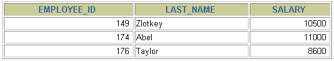 EMPLOYEE_ID LAST_NAME SALARY
149 Zlotkey 10500
174 Abel 11000
176 Taylor 8600